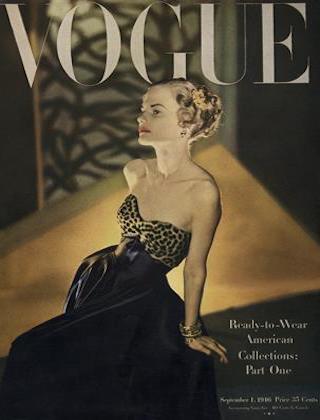 VOGUE
Ready-to-Wear
American
Collections:
Part One
September 1, 1946 Price 35 Cents